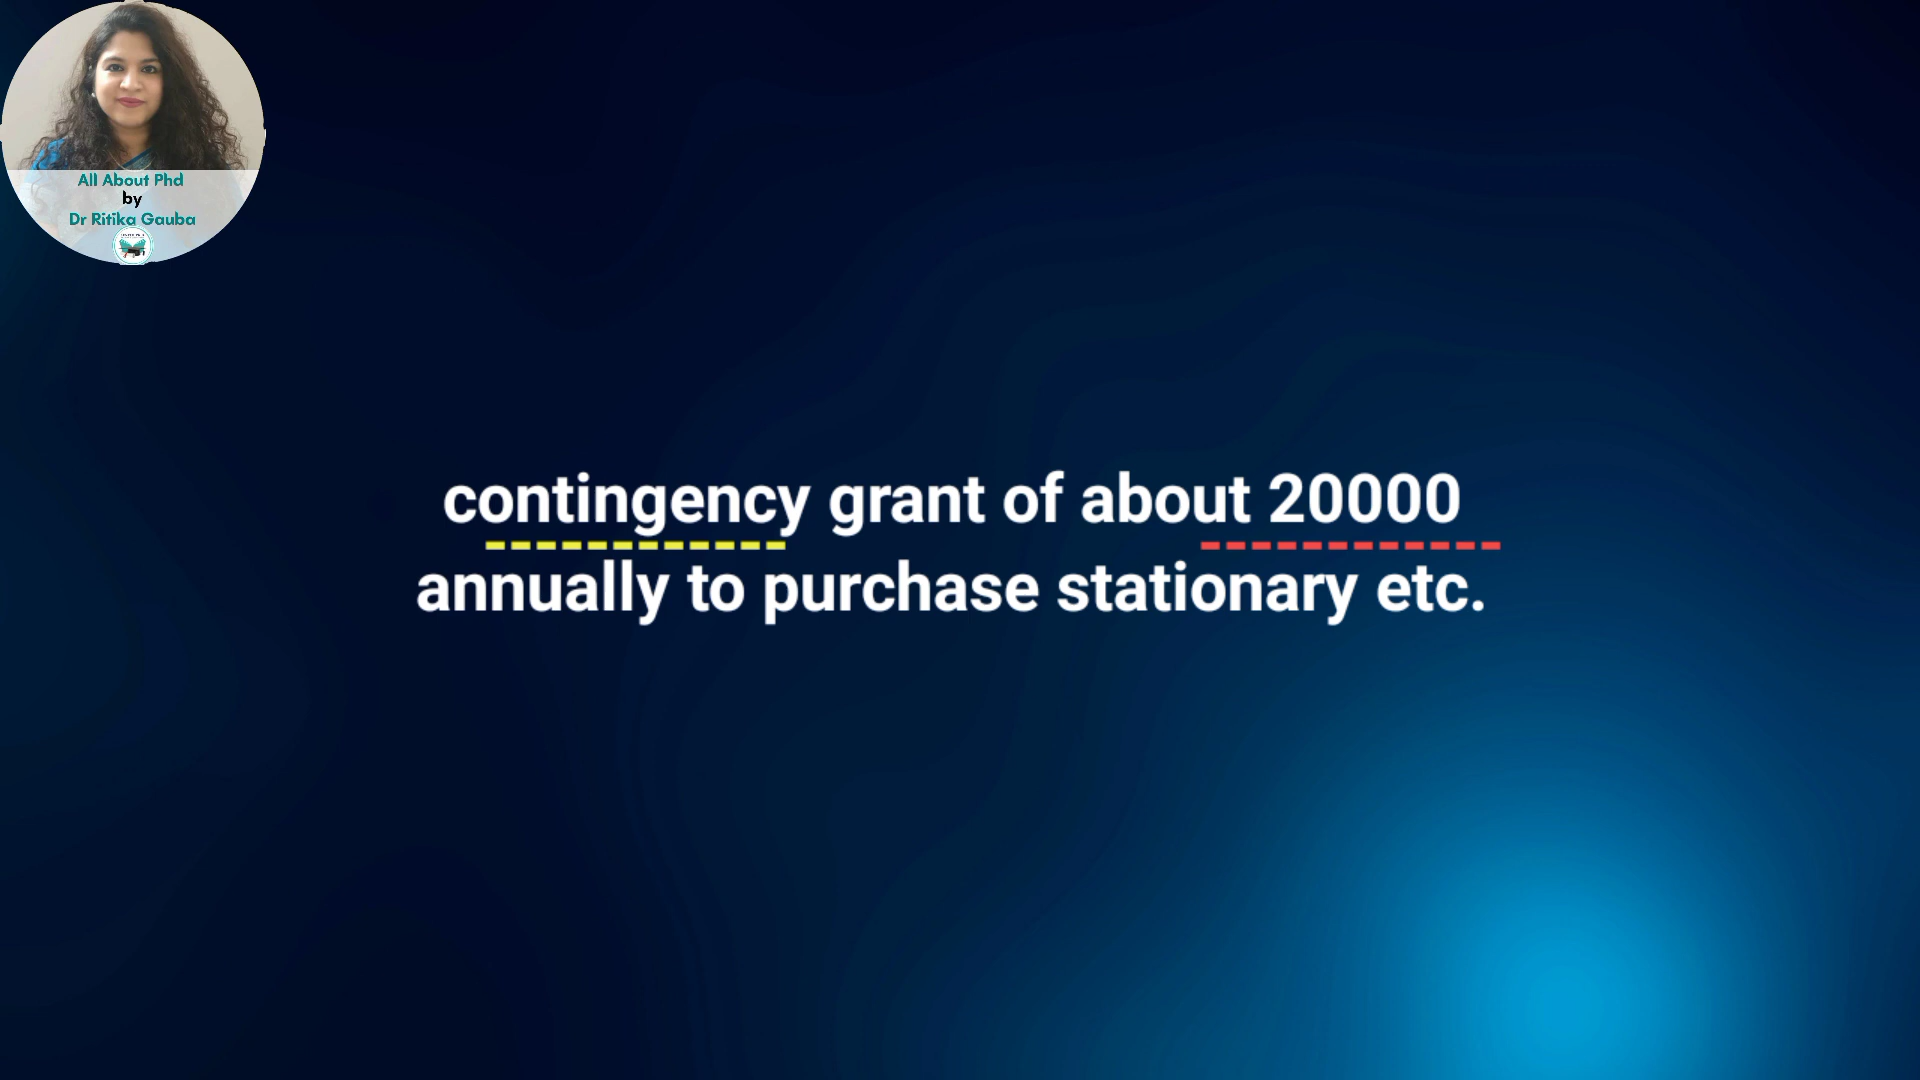 All About Phd
by
Dr Ritika Gauba
contingency grant of about 20000
annually to purchase stationary etc.